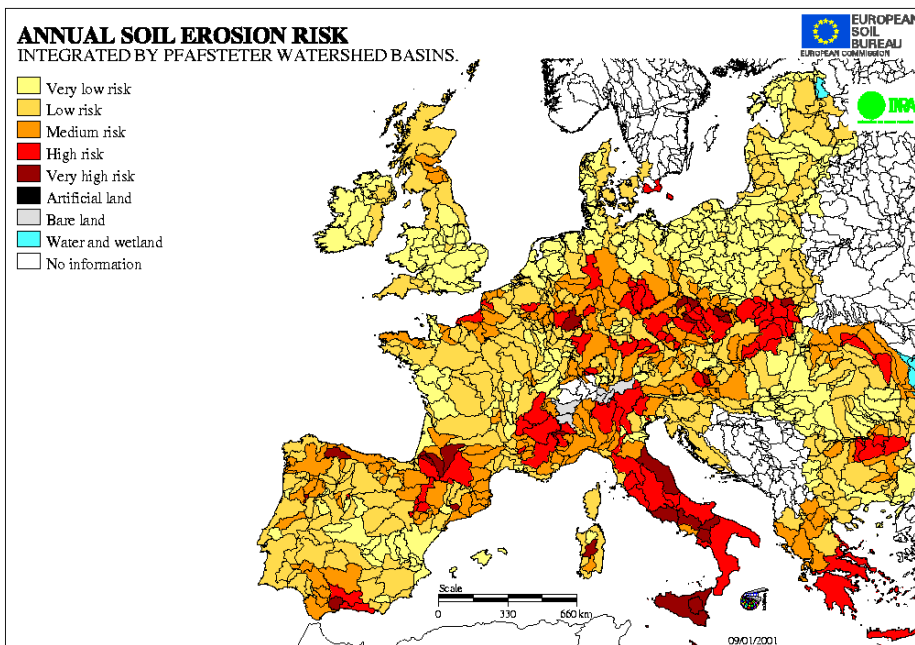 ANNUAL SOIL EROSION RISK
INTEGRATED BY PFAFSTETER WATERSHED BASINS.
EUROPEAN
SOIL
BUREAU
EUROPEAN COMMISSION
INRA
Very low risk
Low risk
Medium risk
High risk
Very high risk
Artificial land
Bare land
Water and wetland
No information
Scale
0 330 660 km
09/01/2001